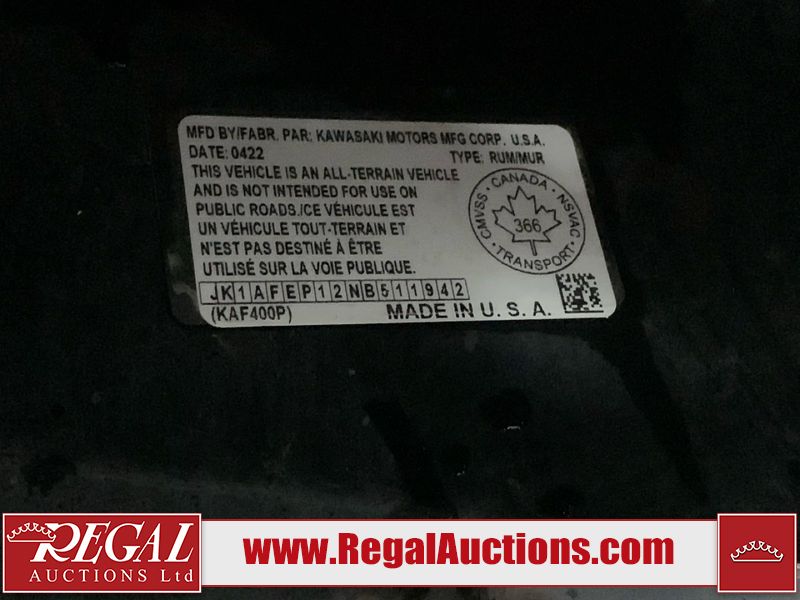 MFD BY/FABR. PAR: KAWASAKI MOTORS MFG CORP. U.S.A.
DATE: 0422 TYPE: RUM/MUR
THIS VEHICLE IS AN ALL-TERRAIN VEHICLE
AND IS NOT INTENDED FOR USE ON
PUBLIC ROADS./CE VÉHICULE EST
UN VÉHICULE TOUT-TERRAIN ET
N'EST PAS DESTINÉ À ÊTRE
UTILISÉ SUR LA VOIE PUBLIQUE.
CMVSS · CANADA · NSVAC
366
· TRANSPORT ·
JK1AFEP12NB511942
(KAF400P) MADE IN U. S. A.
REGAL
AUCTIONS Ltd
www.RegalAuctions.com